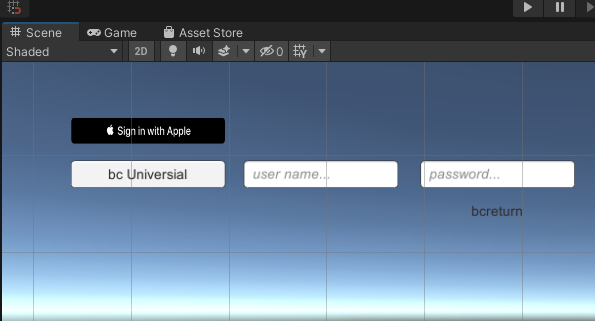 Scene Game Asset Store
Shaded 2D 0
Sign in with Apple
bc Universial user name... password...
bcreturn